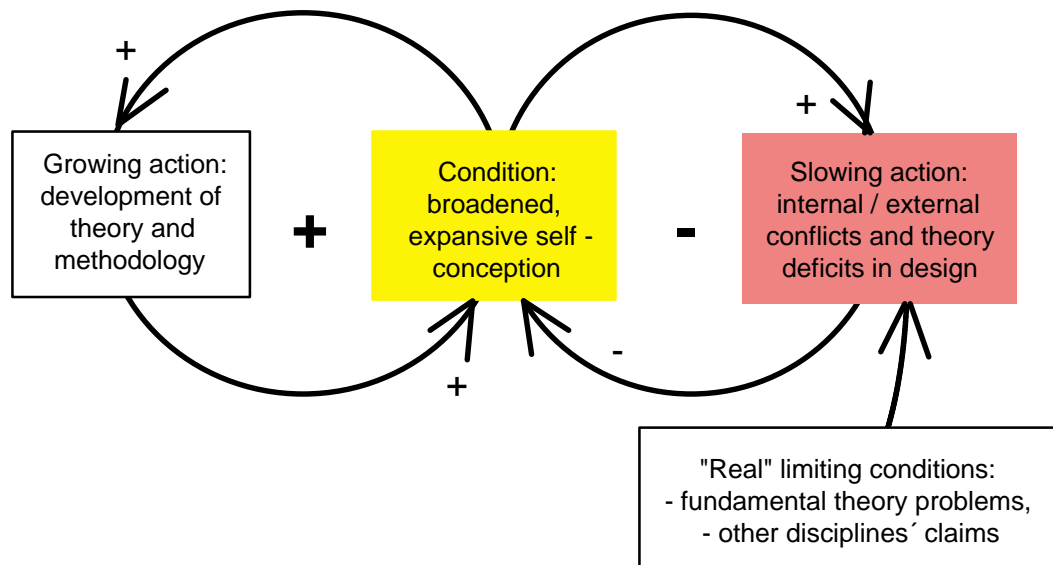 +
+
Growing action:
development of
theory and
methodology
+
Condition:
broadened,
expansive self -
conception
-
Slowing action:
internal / external
conflicts and theory
deficits in design
+
-
"Real" limiting conditions:
- fundamental theory problems,
- other disciplines´ claims